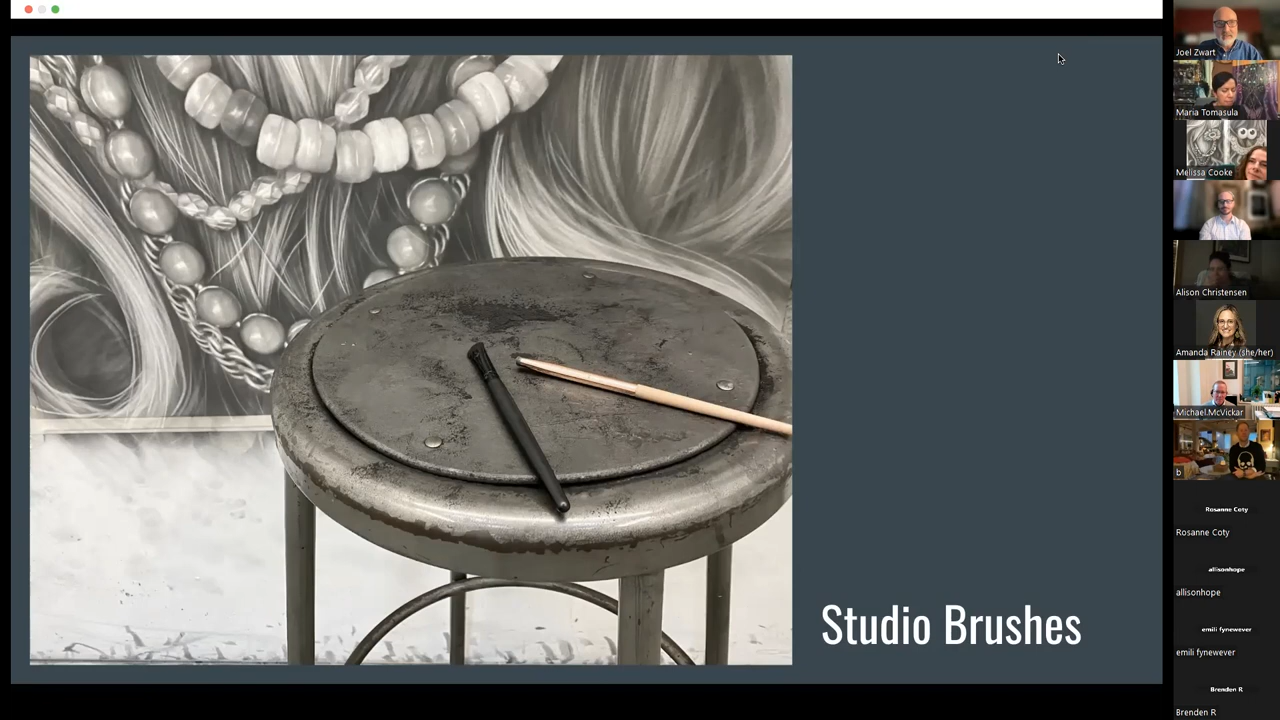 Studio Brushes
Joel Zwart
Maria Tomasula
Melissa Cooke
Alison Christensen
Amanda Rainey (she/her)
Michael.McVickar
b
Rosanne Coty
Rosanne Coty
allisonhope
allisonhope
emili fynewever
emili fynewever
Brenden R
Brenden R